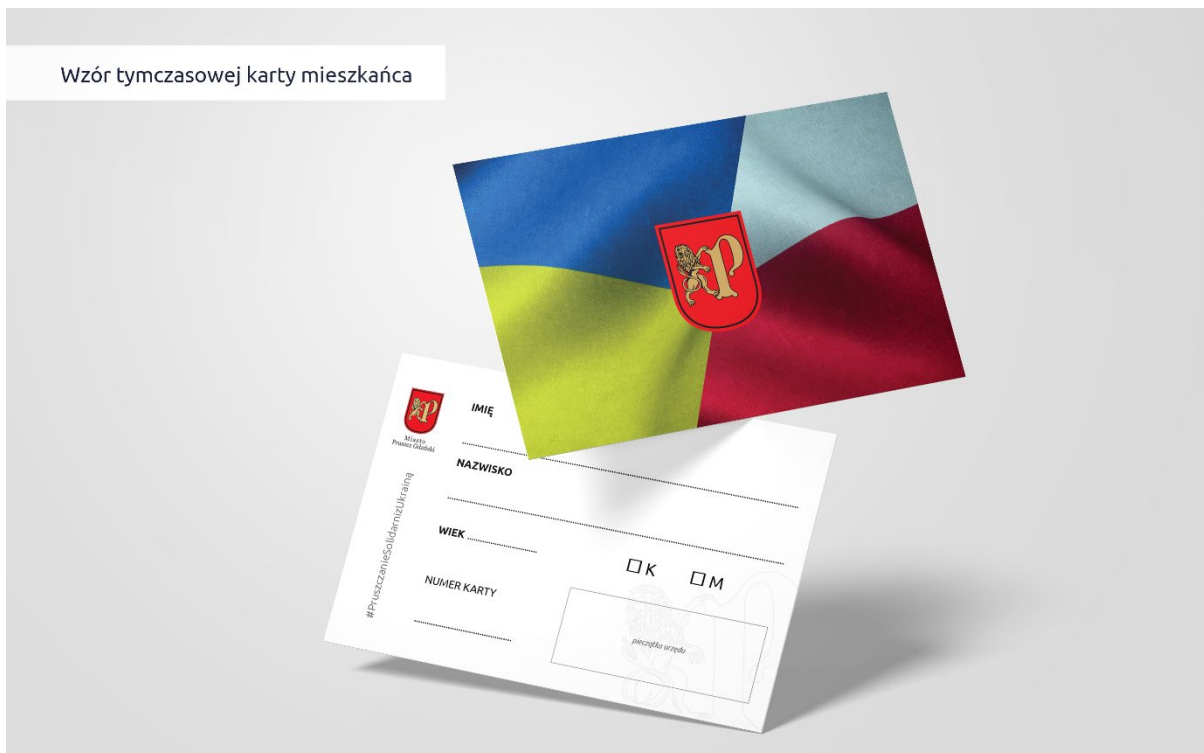 Wzór tymczasowej karty mieszkańca
P
P
Miasto
Pruszcz Gdański
#PruszczanieSolidarnizUkrainą
IMIĘ
NAZWISKO
WIEK
K M
NUMER KARTY
pieczątka urzędu